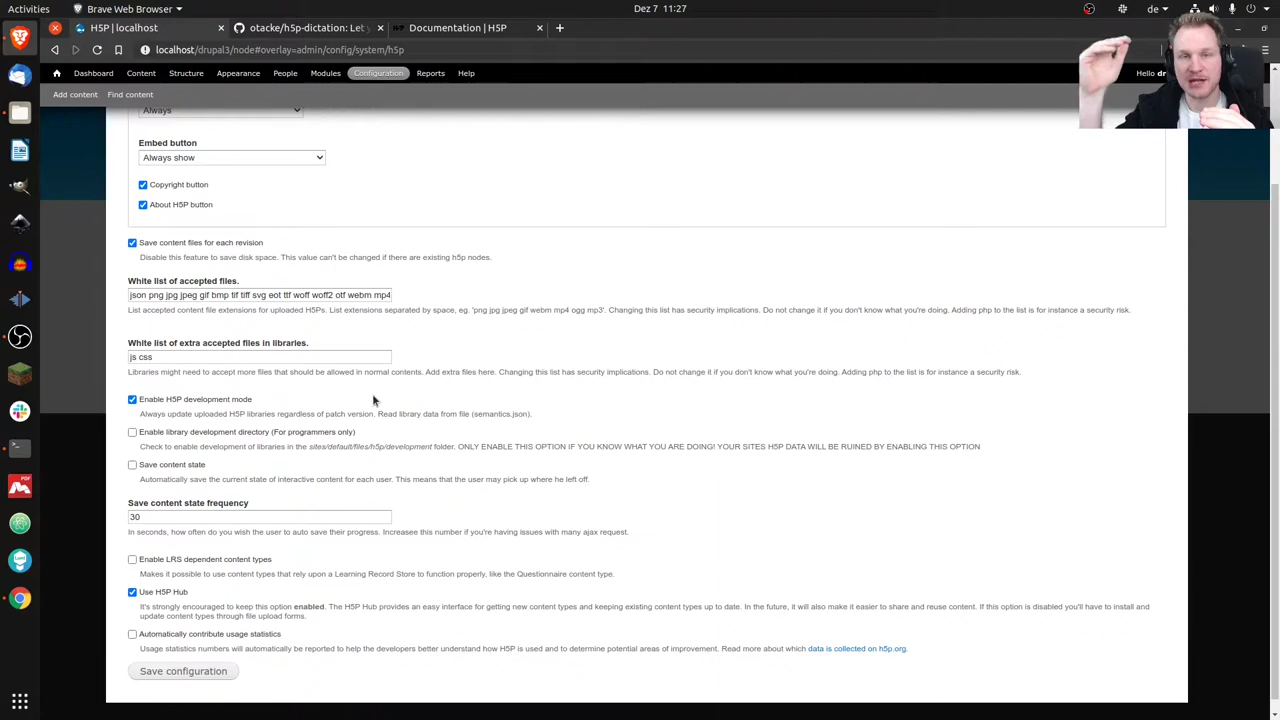 Activities
Brave Web Browser
Dez 7 11:27
H5P | localhost
otacke/h5p-dictation: Let
Documentation | H5P
localhost/drupal3/node#overlay=admin/config/system/h5p
Dashboard Content Structure Appearance People Modules Configuration Reports Help
Hello dr
Add content Find content
Always
Embed button
Always show
Copyright button
About H5P button
Save content files for each revision
Disable this feature to save disk space. This value can't be changed if there are existing h5p nodes.
White list of accepted files.
json png jpg jpeg gif bmp tif tiff svg eot ttf woff woff2 otf webm mp4
List accepted content file extensions for uploaded H5Ps. List extensions separated by space, eg. 'png jpg jpeg gif webm mp4 ogg mp3'. Changing this list has security implications. Do not change it if you don't know what you're doing. Adding php to the list is for instance a security risk.
White list of extra accepted files in libraries.
js css
Libraries might need to accept more files that should be allowed in normal contents. Add extra files here. Changing this list has security implications. Do not change it if you don't know what you're doing. Adding php to the list is for instance a security risk.
Enable H5P development mode
Always update uploaded H5P libraries regardless of patch version. Read library data from file (semantics.json).
Enable library development directory (For programmers only)
Check to enable development of libraries in the sites/default/files/h5p/development folder. ONLY ENABLE THIS OPTION IF YOU KNOW WHAT YOU ARE DOING! YOUR SITES H5P DATA WILL BE RUINED BY ENABLING THIS OPTION
Save content state
Automatically save the current state of interactive content for each user. This means that the user may pick up where he left off.
Save content state frequency
30
In seconds, how often do you wish the user to auto save their progress. Increasee this number if you're having issues with many ajax request.
Enable LRS dependent content types
Makes it possible to use content types that rely upon a Learning Record Store to function properly, like the Questionnaire content type.
Use H5P Hub
It's strongly encouraged to keep this option enabled. The H5P Hub provides an easy interface for getting new content types and keeping existing content types up to date. In the future, it will also make it easier to share and reuse content. If this option is disabled you'll have to install and
update content types through file upload forms.
Automatically contribute usage statistics
Usage statistics numbers will automatically be reported to help the developers better understand how H5P is used and to determine potential areas of improvement. Read more about which data is collected on h5p.org.
Save configuration